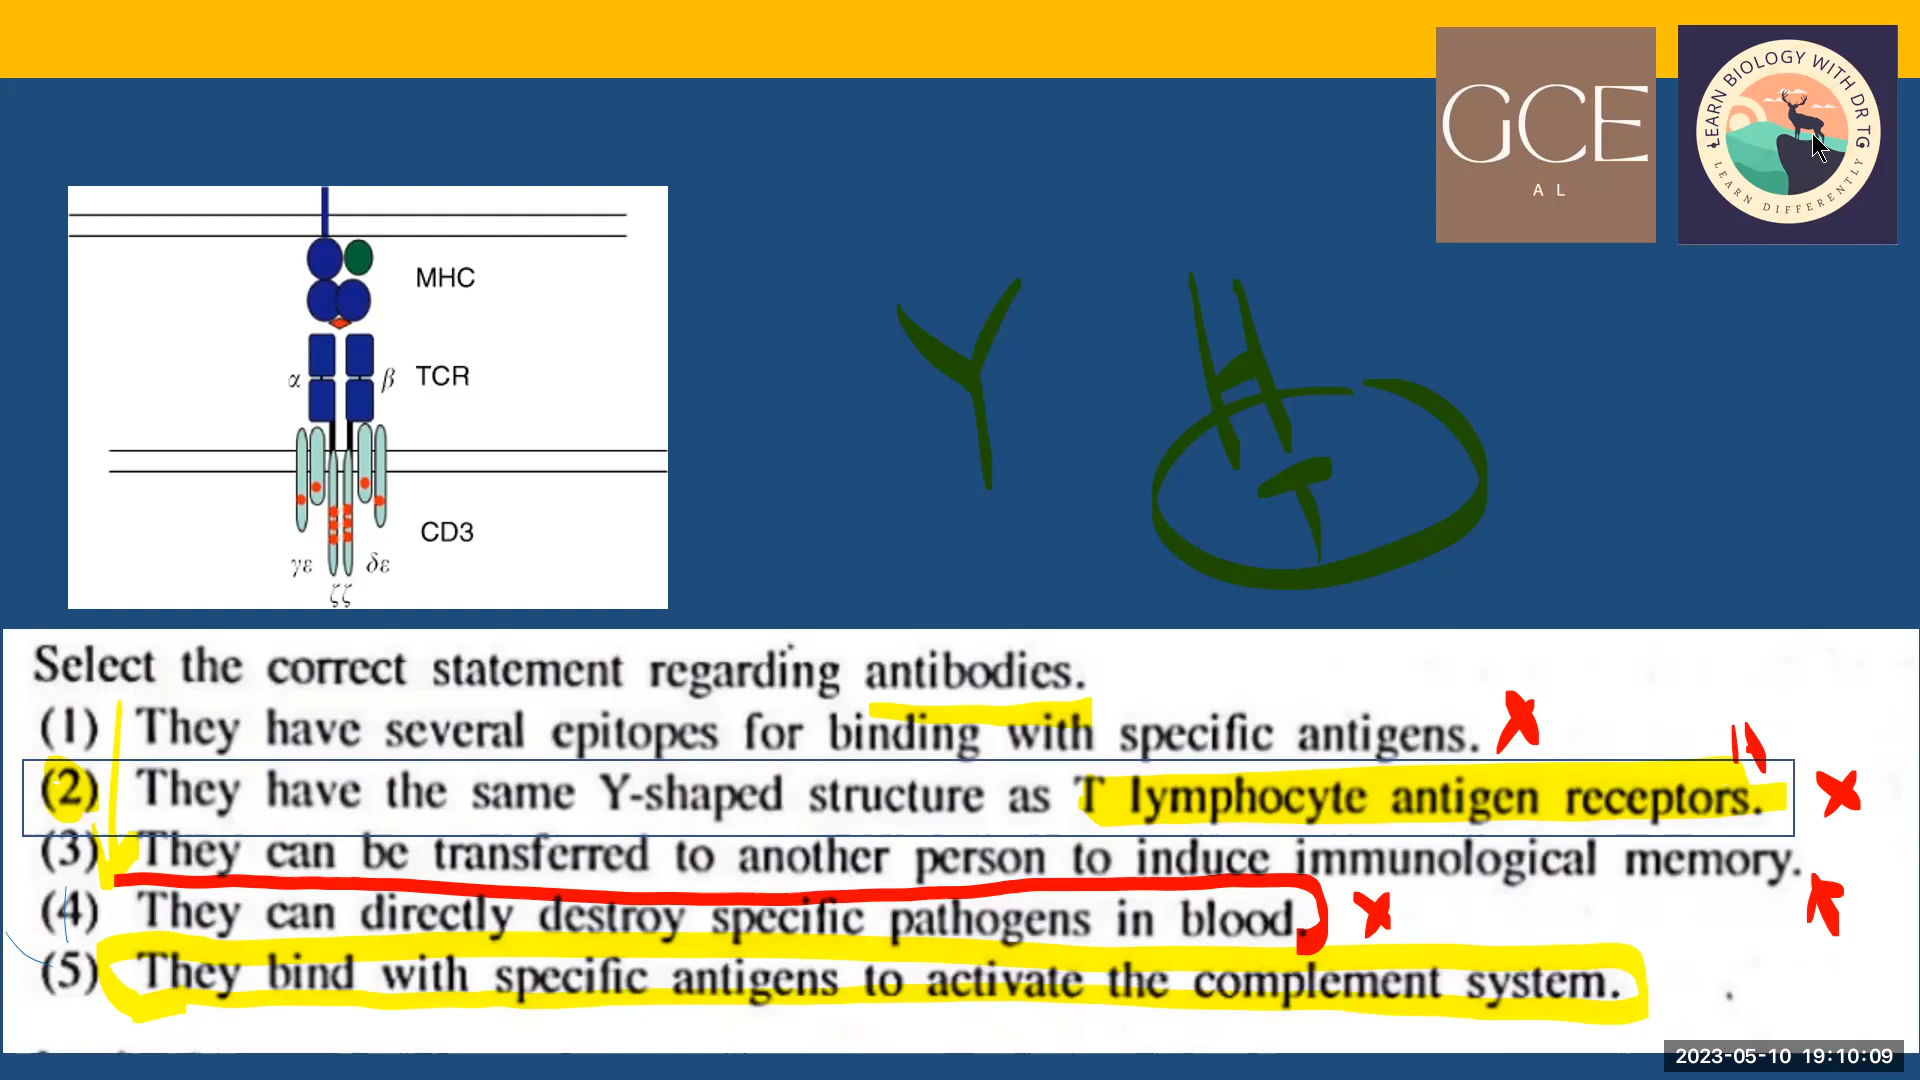 GCE
A L
LEARN BIOLOGY WITH DR TG
LEARN DIFFERENTLY
MHC
α β TCR
CD3
γε δε
ζζ
Y
T
Select the correct statement regarding antibodies.
(1) They have several epitopes for binding with specific antigens.
(2) They have the same Y-shaped structure as T lymphocyte antigen receptors.
(3) They can be transferred to another person to induce immunological memory.
(4) They can directly destroy specific pathogens in blood.
(5) They bind with specific antigens to activate the complement system.
2023-05-10 19:10:09